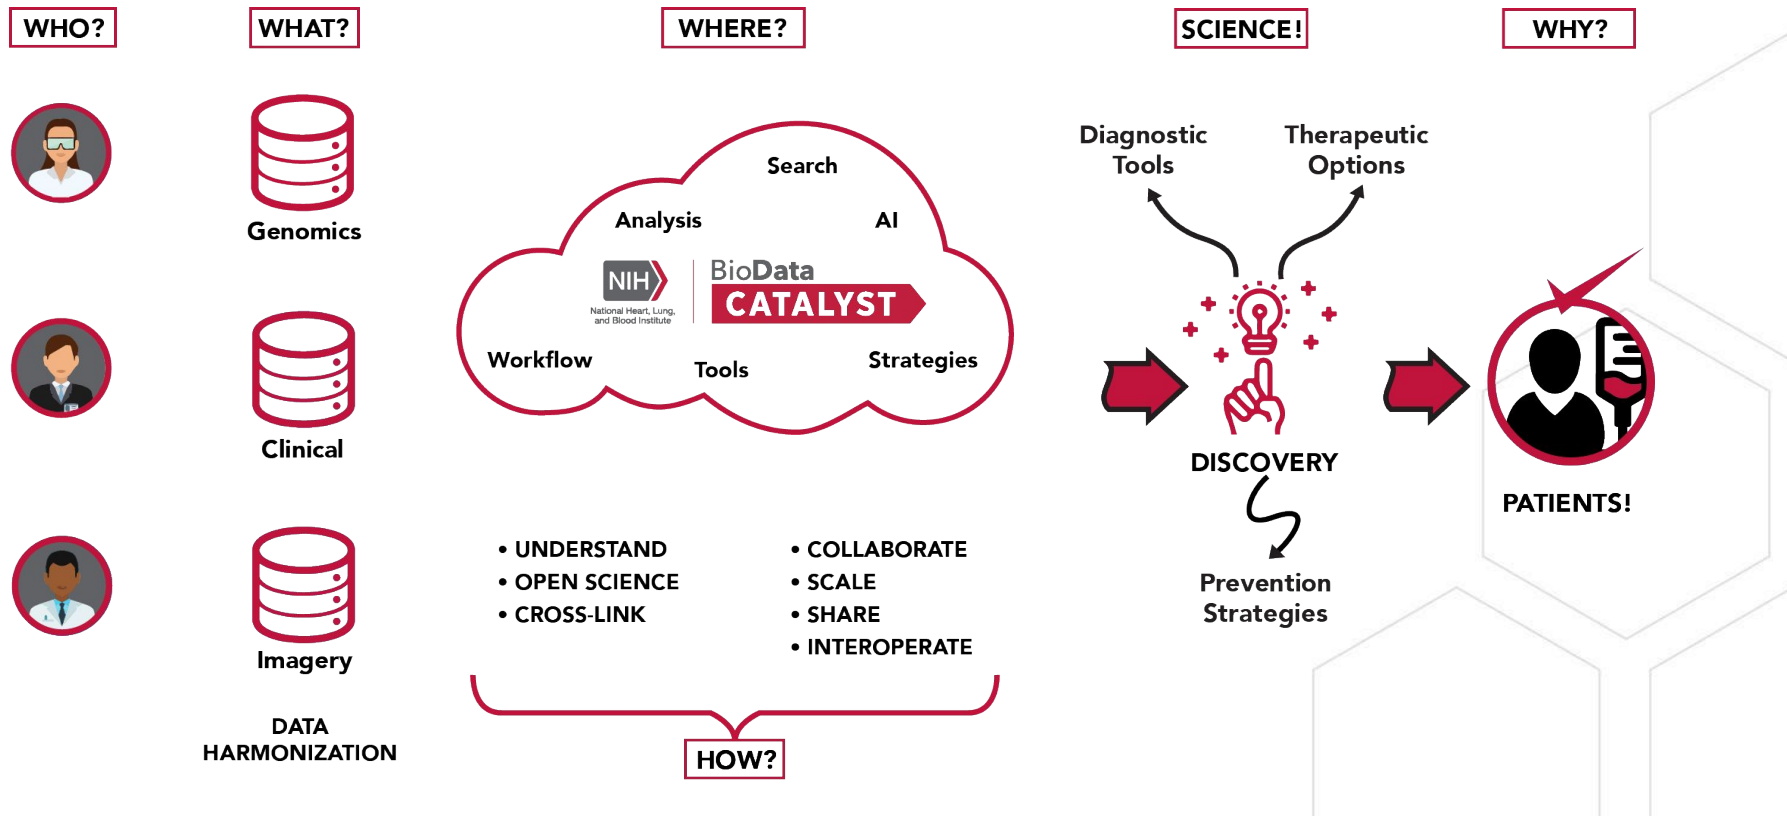 WHO?
WHAT?
WHERE?
SCIENCE!
WHY?
Genomics
Clinical
Imagery
DATA
HARMONIZATION
Search
Analysis
AI
NIH
National Heart, Lung,
and Blood Institute
BioData
CATALYST
Workflow
Tools
Strategies
• UNDERSTAND
• OPEN SCIENCE
• CROSS-LINK
• COLLABORATE
• SCALE
• SHARE
• INTEROPERATE
HOW?
Diagnostic
Tools
Therapeutic
Options
DISCOVERY
Prevention
Strategies
PATIENTS!